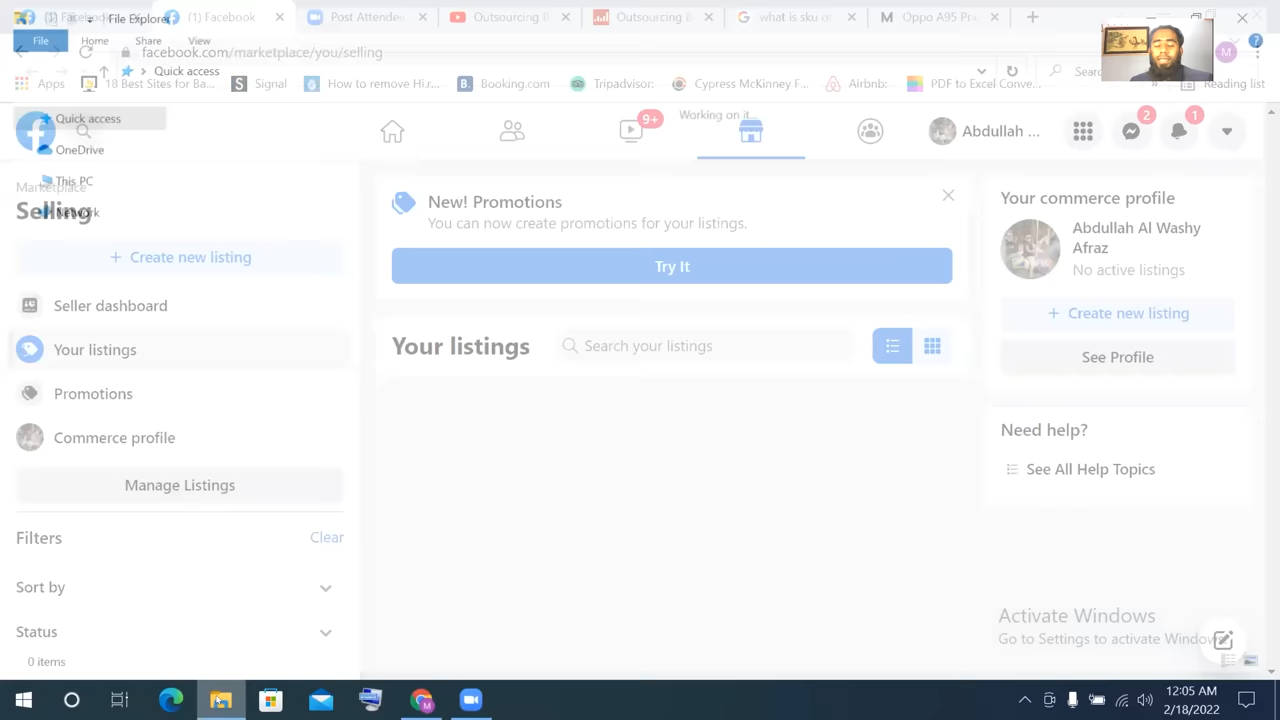 (1) Facebook
File Explorer
(1) Facebook
Post Attende
Outsourcing B
Outsourcing B
what is sku o
Oppo A95 Pr
File
Home
Share
View
facebook.com/marketplace/you/selling
Quick access
Sear
M
Apps
18 Best Sites for Ba...
Signal
How to remove Hi.r...
Booking.com
Tripadvisor:
Cypress McKinney F...
Airbnb:
PDF to Excel Conve...
»
Reading list
Quick access
OneDrive
This PC
Network
Working on it...
9+
Abdullah ...
2
1
Marketplace
Selling
+ Create new listing
Seller dashboard
Your listings
Promotions
Commerce profile
Manage Listings
Filters
Clear
Sort by
Status
0 items
New! Promotions
You can now create promotions for your listings.
Try It
Your listings
Search your listings
Your commerce profile
Abdullah Al Washy
Afraz
No active listings
+ Create new listing
See Profile
Need help?
See All Help Topics
Activate Windows
Go to Settings to activate Windows
12:05 AM
2/18/2022